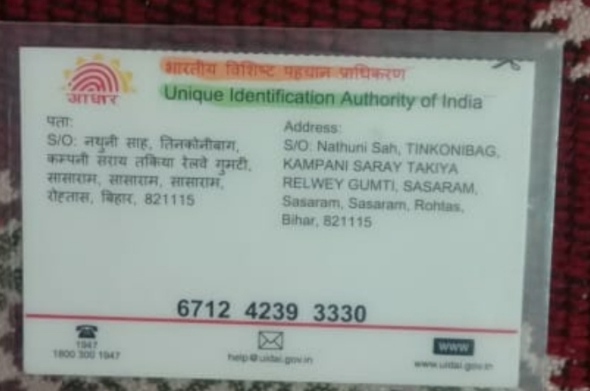 आधार
भारतीय विशिष्ट पहचान प्राधिकरण
Unique Identification Authority of India
पता:
S/O: नथुनी साह, तिनकोनीबाग,
कम्पनी सराय तकिया रेलवे गुमटी,
सासाराम, सासाराम, सासाराम,
रोहतास, बिहार, 821115
Address:
S/O: Nathuni Sah, TINKONIBAG,
KAMPANI SARAY TAKIYA
RELWEY GUMTI, SASARAM,
Sasaram, Sasaram, Rohtas,
Bihar, 821115
6712 4239 3330
1947
1800 300 1947
help@uidai.gov.in
www
www.uidai.gov.in